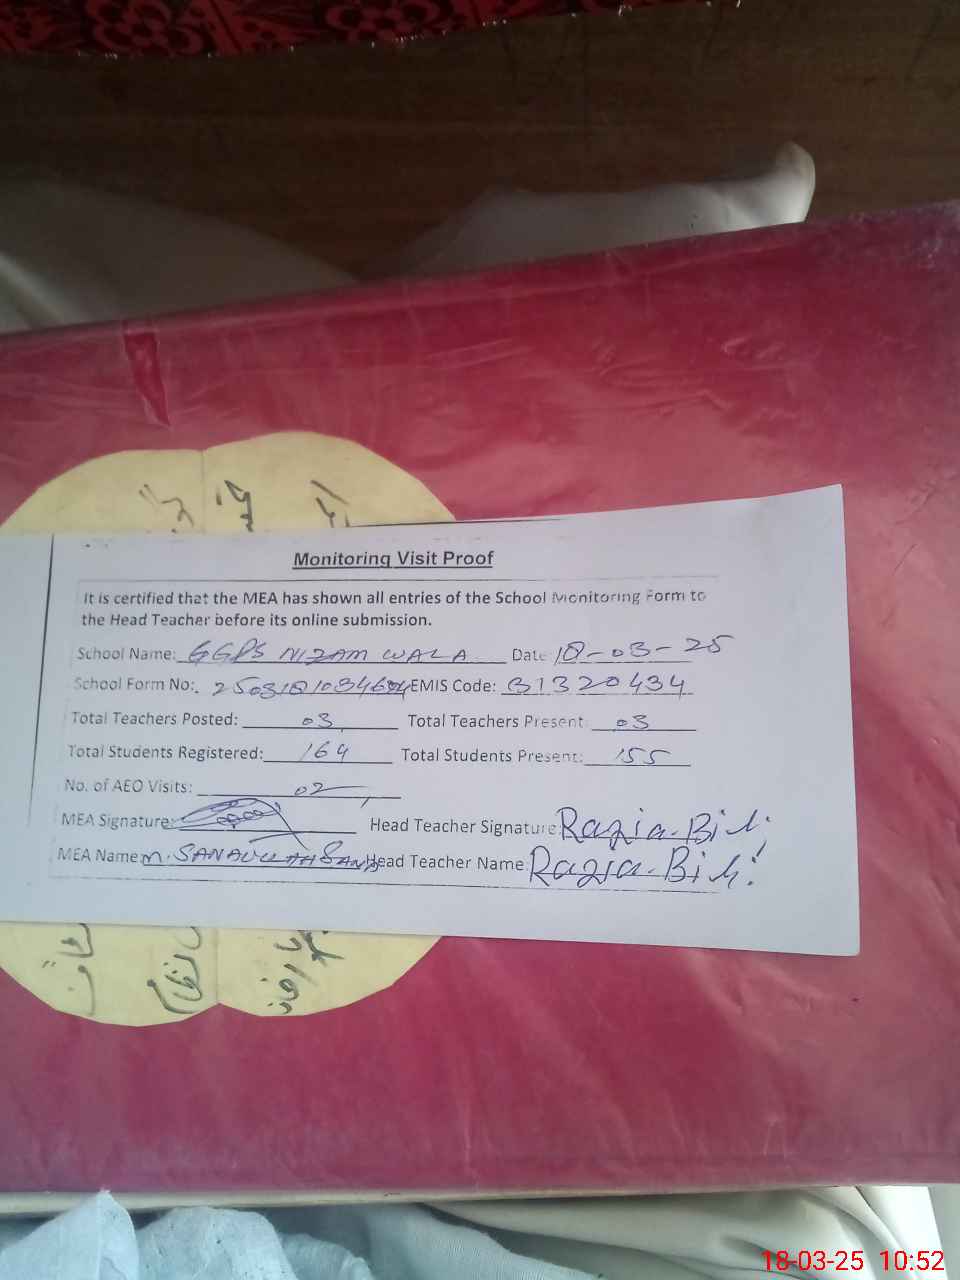 Monitoring Visit Proof
It is certified that the MEA has shown all entries of the School Monitoring Form to
the Head Teacher before its online submission.
School Name: GGPS NIZAM WALA Date: 18-03-25
School Form No: EMIS Code: 31320434
Total Teachers Posted: 03 Total Teachers Present: 03
Total Students Registered: 164 Total Students Present: 155
No. of AEO Visits: 02
MEA Signature: Head Teacher Signature: Razia Bibi
MEA Name: M. SANAULLAH Head Teacher Name: Razia Bibi
18-03-25 10:52